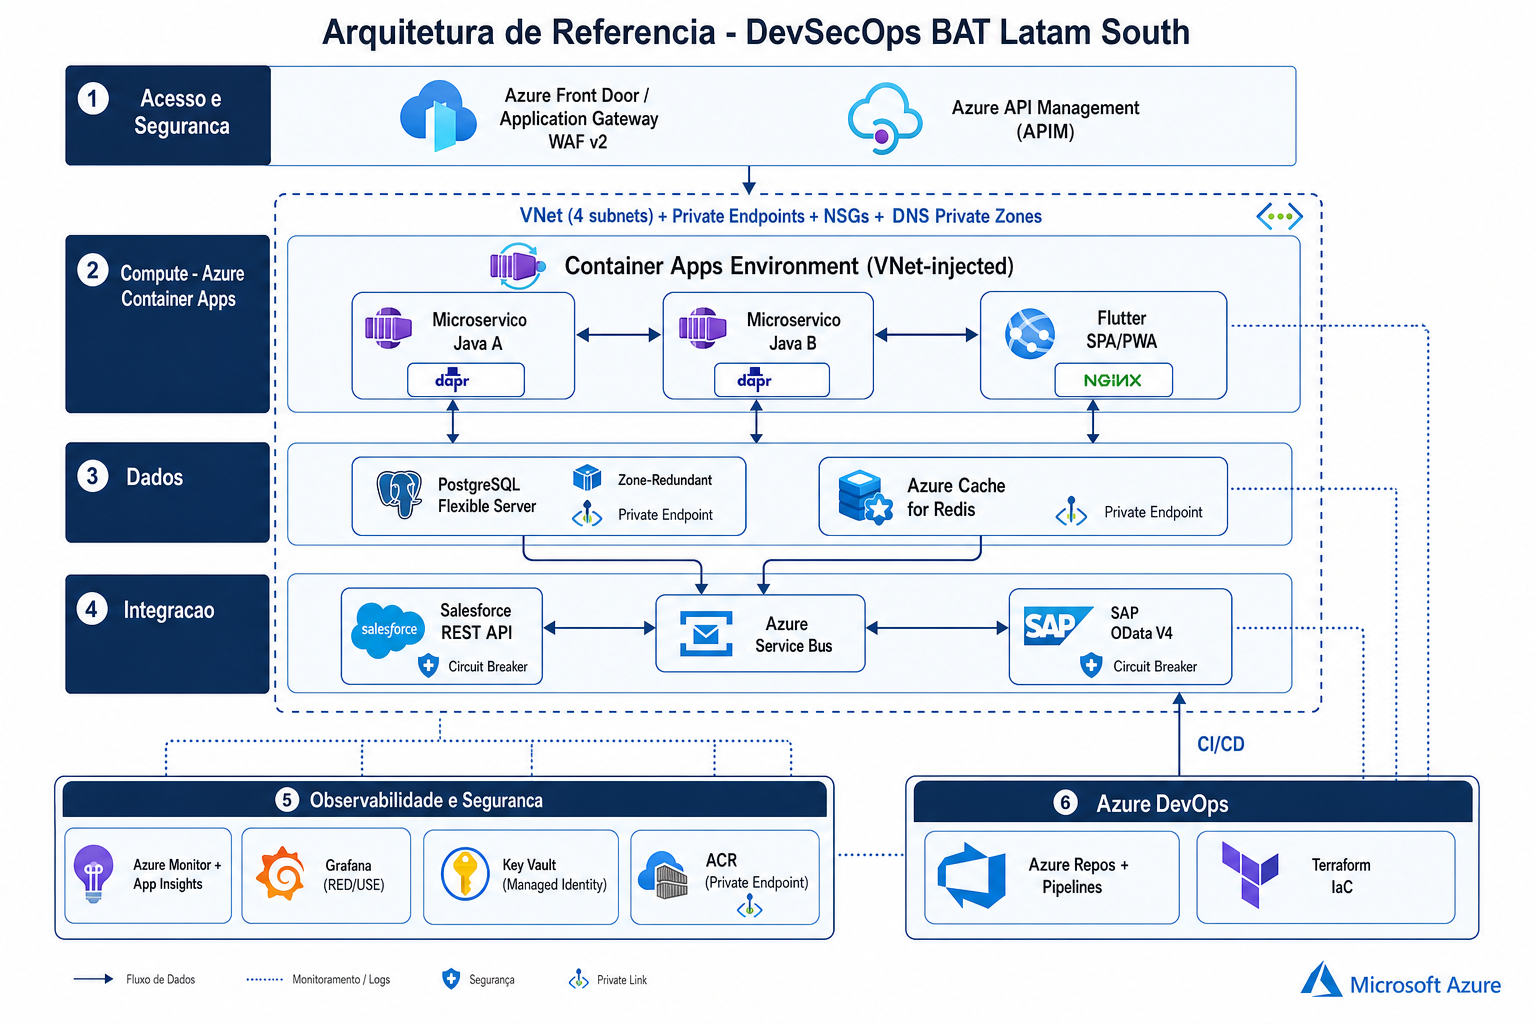 Arquitetura de Referencia - DevSecOps BAT Latam South
1
Acesso e
Seguranca
Azure Front Door /
Application Gateway
WAF v2
Azure API Management
(APIM)
VNet (4 subnets) + Private Endpoints + NSGs + DNS Private Zones
2
Compute - Azure
Container Apps
Container Apps Environment (VNet-injected)
Microservico
Java A
dapr
Microservico
Java B
dapr
Flutter
SPA/PWA
NGINX
3
Dados
PostgreSQL
Flexible Server
Zone-Redundant
Private Endpoint
Azure Cache
for Redis
Private Endpoint
4
Integracao
salesforce
Salesforce
REST API
Circuit Breaker
Azure
Service Bus
SAP
SAP
OData V4
Circuit Breaker
CI/CD
5
Observabilidade e Seguranca
Azure Monitor +
App Insights
Grafana
(RED/USE)
Key Vault
(Managed Identity)
ACR
(Private Endpoint)
6
Azure DevOps
Azure Repos +
Pipelines
Terraform
IaC
Fluxo de Dados
Monitoramento / Logs
Segurança
Private Link
Microsoft Azure